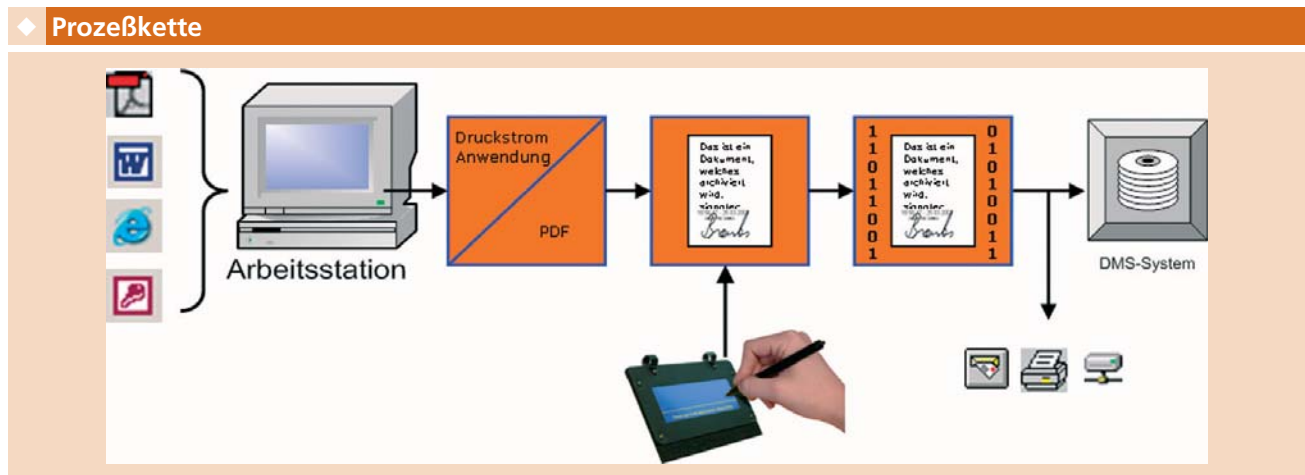 Prozeßkette
Druckstrom
Anwendung
PDF
Arbeitsstation
Das ist ein
Dokument,
welches
archiviert
wird.
1 1 0 1 1 0 0 1
Das ist ein
Dokument,
welches
archiviert
wird.
0 1 0 1 0 0 1 1
DMS-System